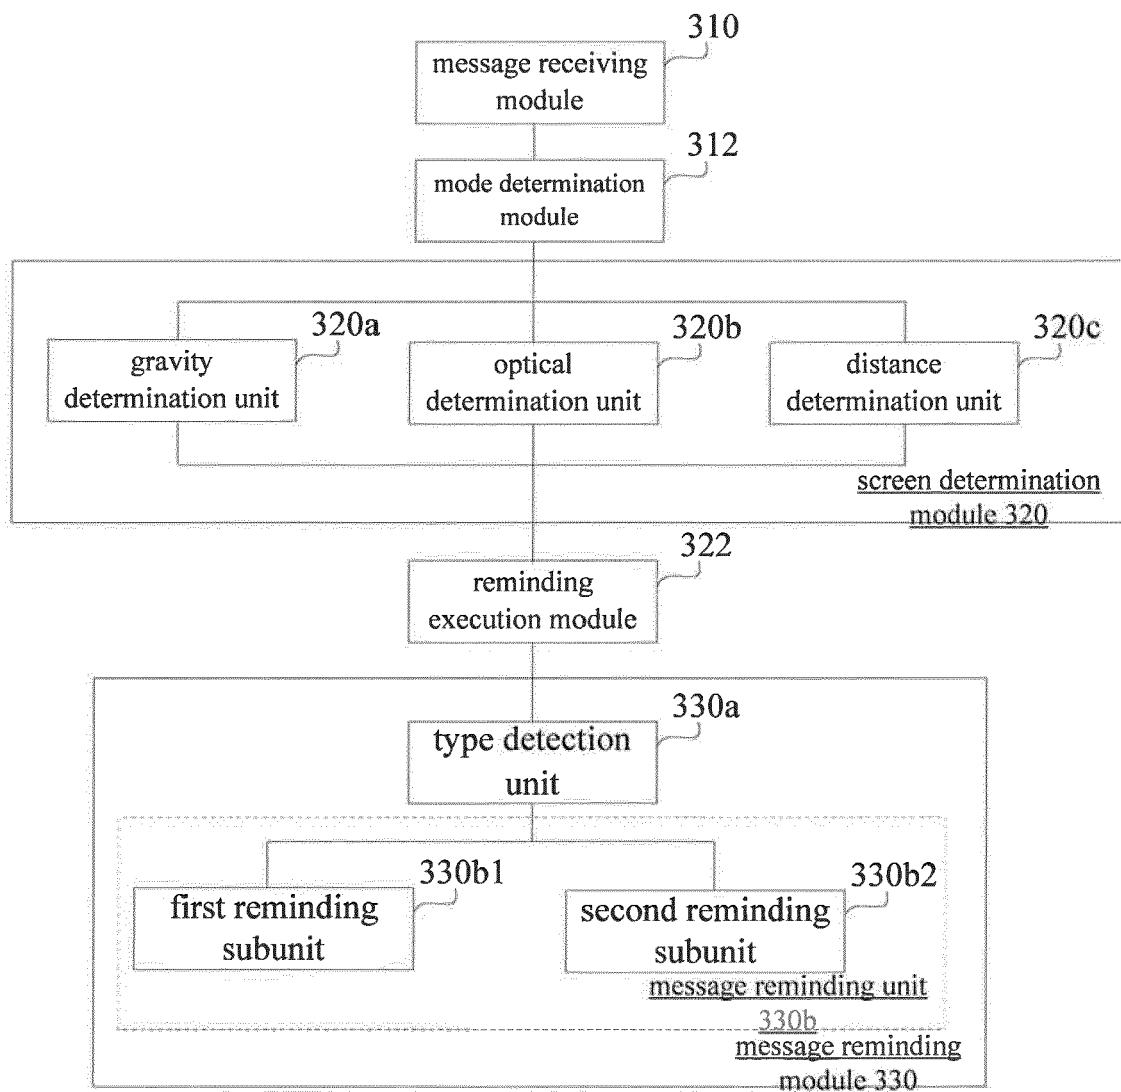 310
message receiving
module
312
mode determination
module
320a
320b
320c
gravity
determination unit
optical
determination unit
distance
determination unit
screen determination
module 320
322
reminding
execution module
330a
type detection
unit
330b1
330b2
first reminding
subunit
second reminding
subunit
message reminding unit
330b
message reminding
module 330